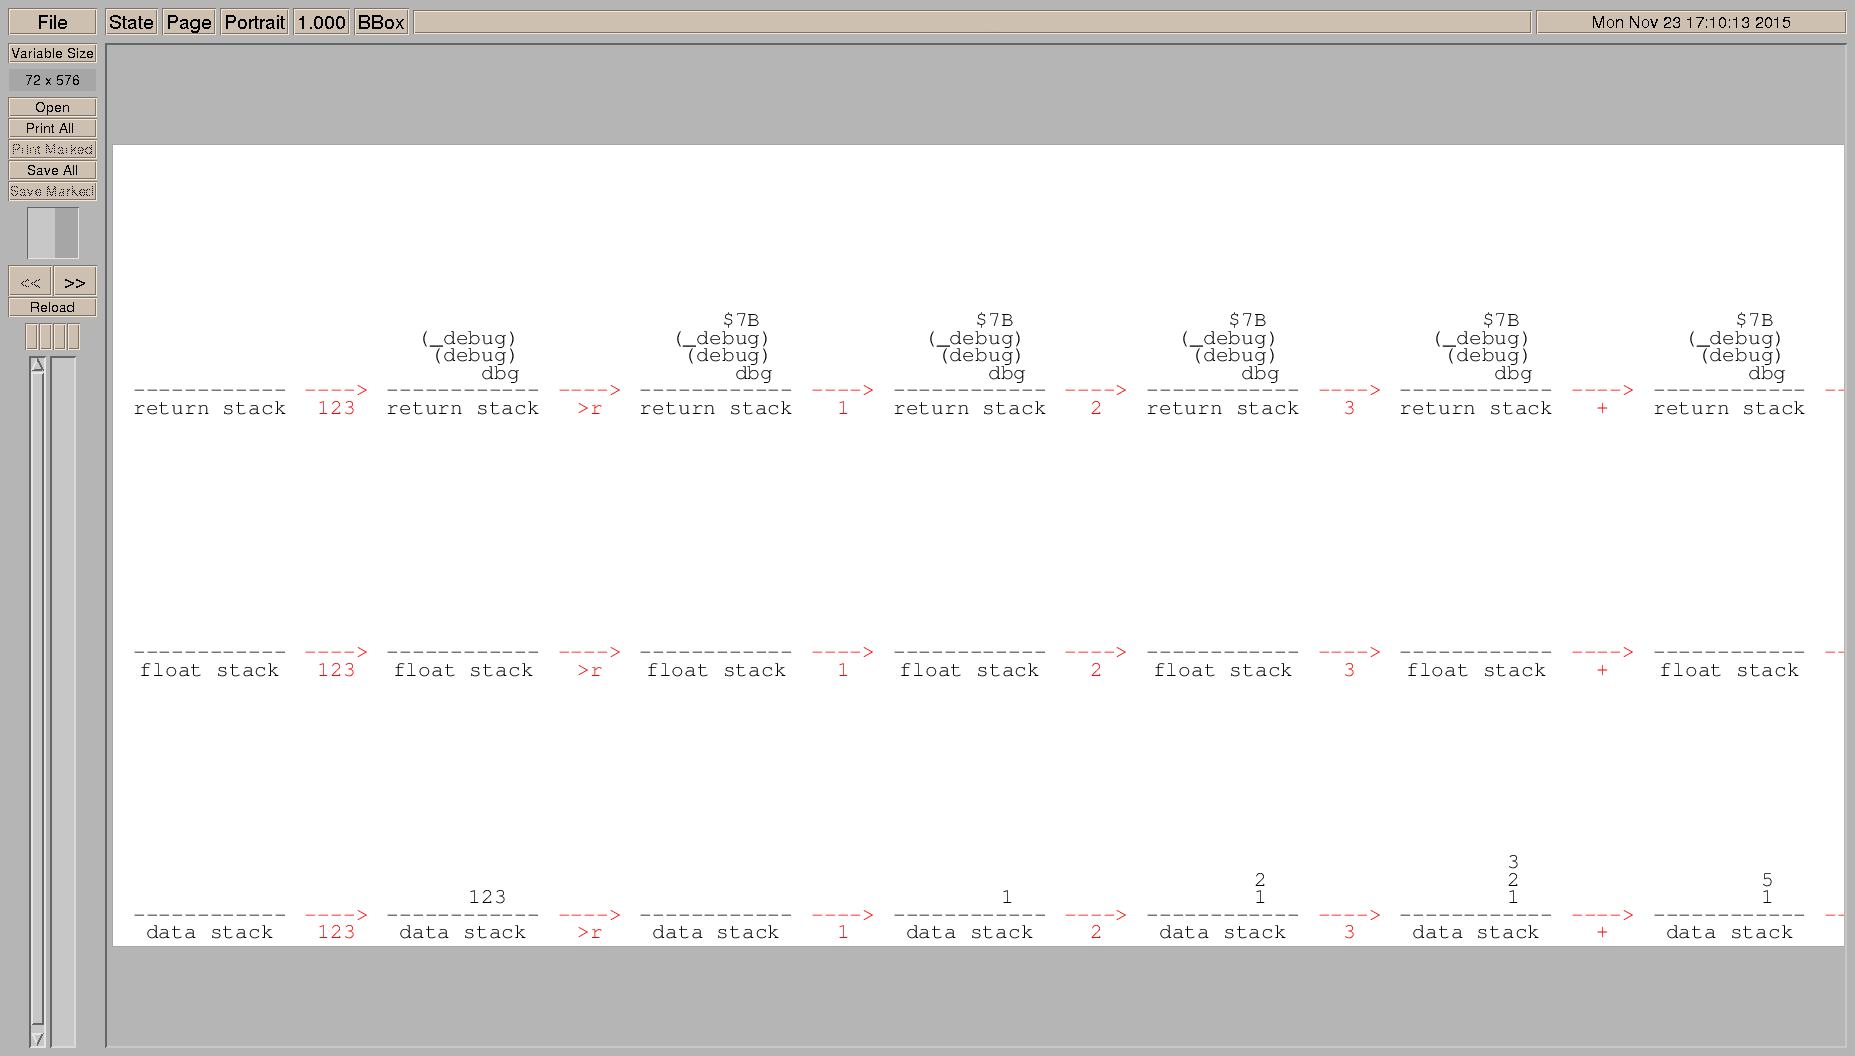 File State Page Portrait 1.000 BBox Mon Nov 23 17:10:13 2015
Variable Size
72 x 576
Open
Print All
Print Marked
Save All
Save Marked
<< >>
Reload
$7B $7B $7B $7B $7B
(_debug) (_debug) (_debug) (_debug) (_debug) (_debug)
(debug) (debug) (debug) (debug) (debug) (debug)
dbg dbg dbg dbg dbg dbg
------------ ----> ------------ ----> ------------ ----> ------------ ----> ------------ ----> ------------ ----> ------------ --
return stack 123 return stack >r return stack 1 return stack 2 return stack 3 return stack + return stack
------------ ----> ------------ ----> ------------ ----> ------------ ----> ------------ ----> ------------ ----> ------------ --
float stack 123 float stack >r float stack 1 float stack 2 float stack 3 float stack + float stack
3
2 2 5
123 1 1 1 1
------------ ----> ------------ ----> ------------ ----> ------------ ----> ------------ ----> ------------ ----> ------------ --
data stack 123 data stack >r data stack 1 data stack 2 data stack 3 data stack + data stack